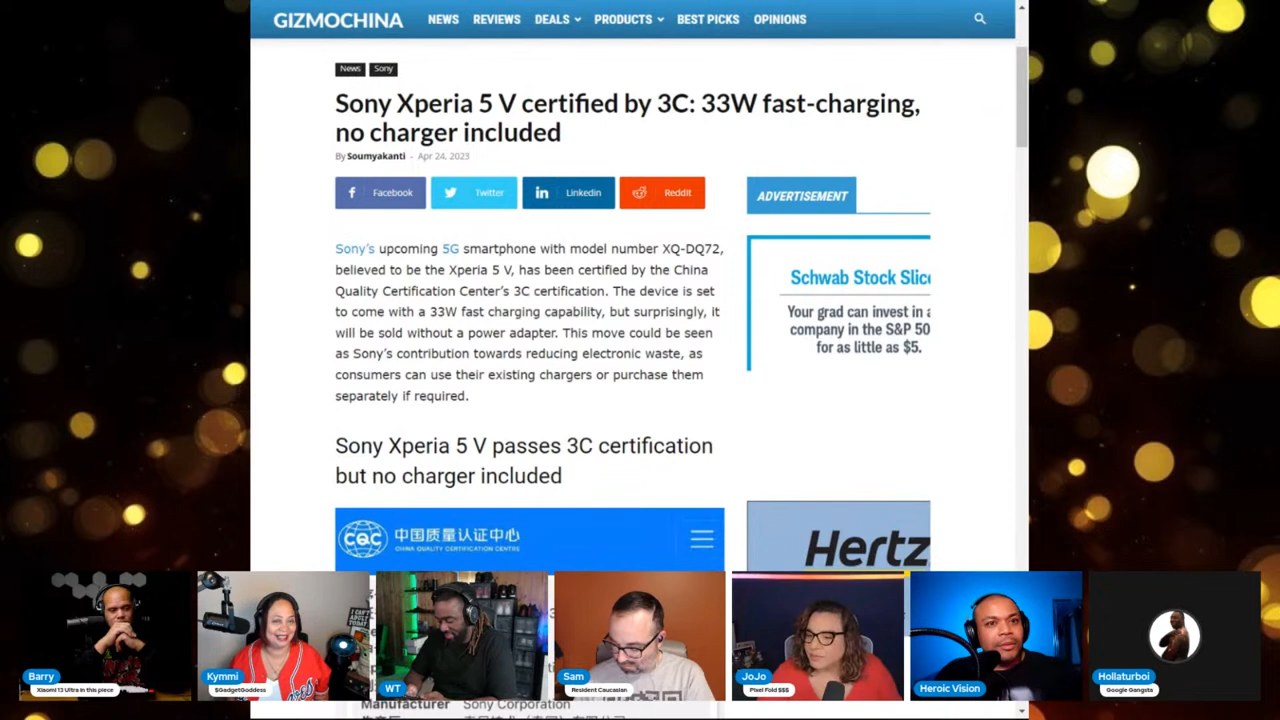 GIZMOCHINA
NEWS REVIEWS DEALS PRODUCTS BEST PICKS OPINIONS
News Sony
Sony Xperia 5 V certified by 3C: 33W fast-charging,
no charger included
By Soumyakanti - Apr 24, 2023
Facebook Twitter Linkedin ReddIt
ADVERTISEMENT
Sony's upcoming 5G smartphone with model number XQ-DQ72,
believed to be the Xperia 5 V, has been certified by the China
Quality Certification Center's 3C certification. The device is set
to come with a 33W fast charging capability, but surprisingly, it
will be sold without a power adapter. This move could be seen
as Sony's contribution towards reducing electronic waste, as
consumers can use their existing chargers or purchase them
separately if required.
Schwab Stock Slice
Your grad can invest in a
company in the S&P 50
for as little as $5.
Sony Xperia 5 V passes 3C certification
but no charger included
CQC 中国质量认证中心
CHINA QUALITY CERTIFICATION CENTRE
Hertz
I CAN'T
ADULT
TODAY
Barry
Xiaomi 13 Ultra in this piece
Kymmi
$GadgetGoddess
WT
Sam
Resident Caucasian
JoJo
Pixel Fold $$$
Heroic Vision
Hollaturboi
Google Gangsta
Manufacturer Sony Corporation